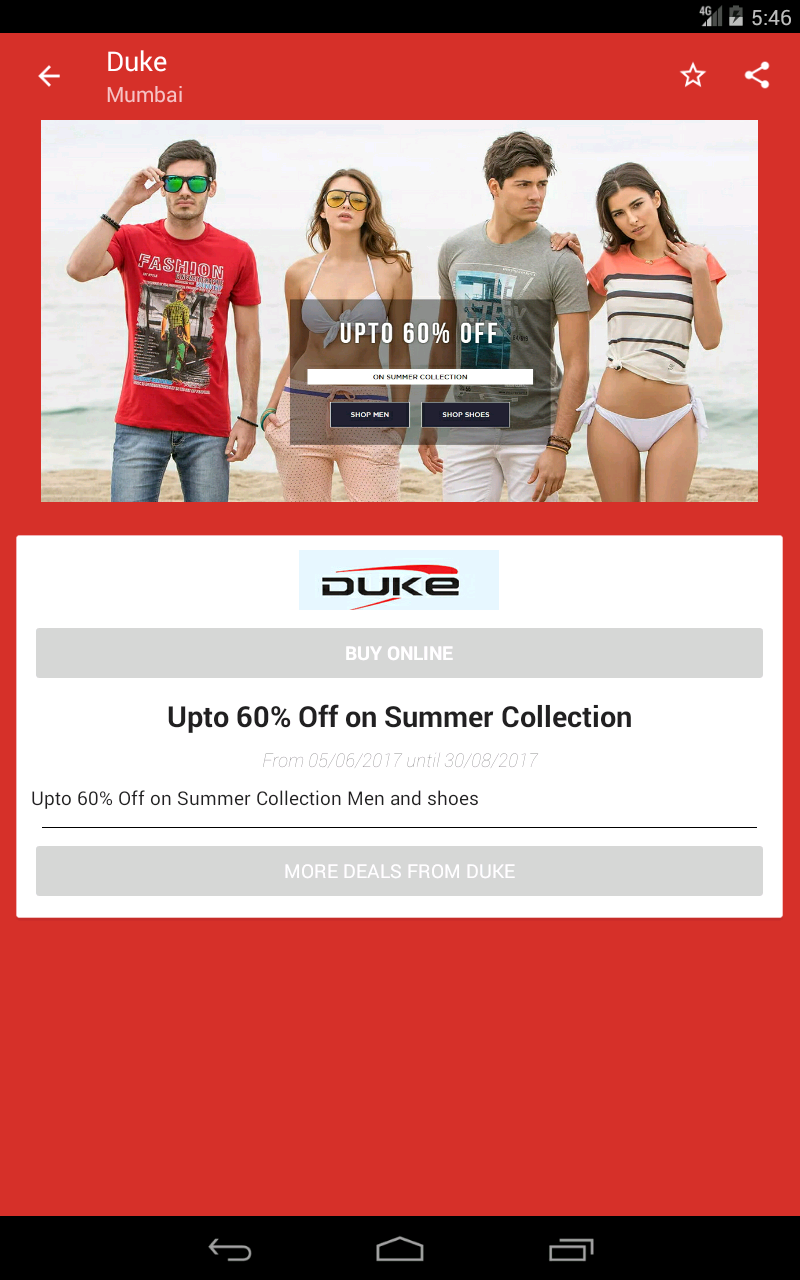 4G 5:46
Duke
Mumbai
FASHION
UPTO 60% OFF
ON SUMMER COLLECTION
SHOP MEN SHOP SHOES
DUKE
BUY ONLINE
Upto 60% Off on Summer Collection
From 05/06/2017 until 30/08/2017
Upto 60% Off on Summer Collection Men and shoes
MORE DEALS FROM DUKE